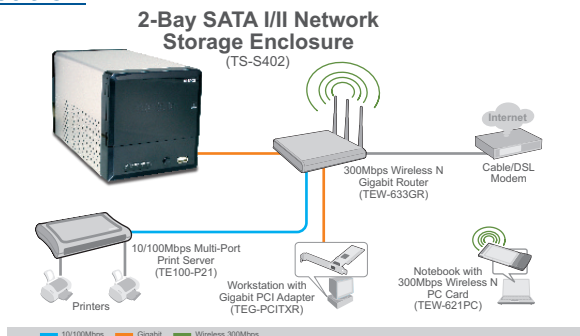 2-Bay SATA I/II Network
Storage Enclosure
(TS-S402)
Internet
Cable/DSL
Modem
300Mbps Wireless N
Gigabit Router
(TEW-633GR)
10/100Mbps Multi-Port
Print Server
(TE100-P21)
Printers
Workstation with
Gigabit PCI Adapter
(TEG-PCITXR)
Notebook with
300Mbps Wireless N
PC Card
(TEW-621PC)
10/100Mbps Gigabit Wireless 300Mbps